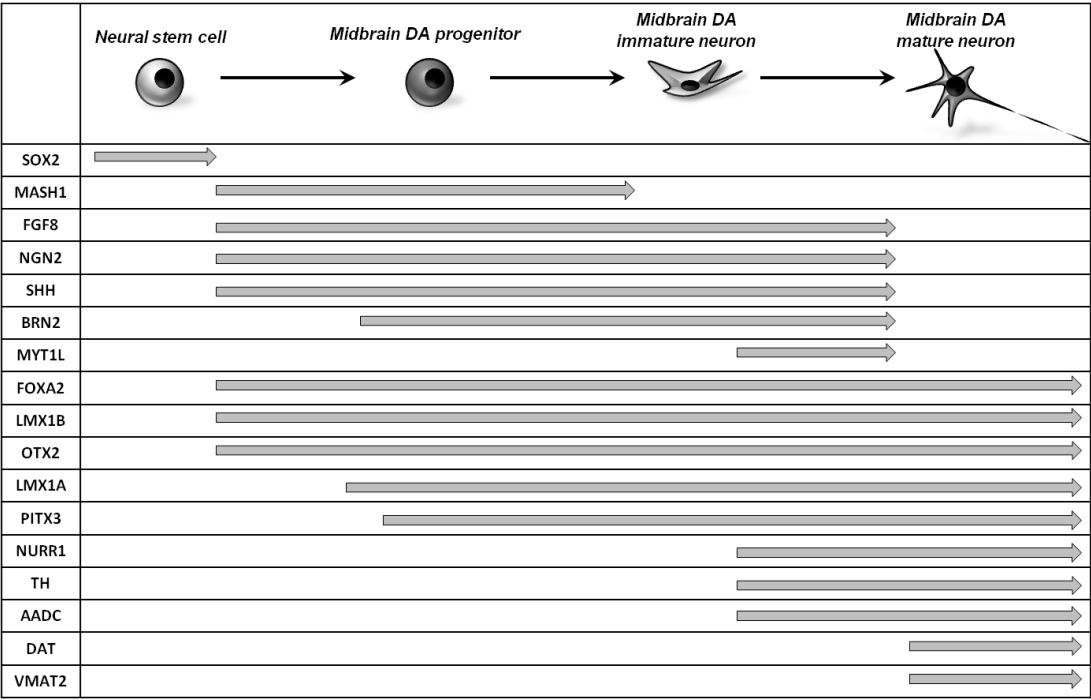 Neural stem cell
Midbrain DA progenitor
Midbrain DA
immature neuron
Midbrain DA
mature neuron
SOX2
MASH1
FGF8
NGN2
SHH
BRN2
MYT1L
FOXA2
LMX1B
OTX2
LMX1A
PITX3
NURR1
TH
AADC
DAT
VMAT2